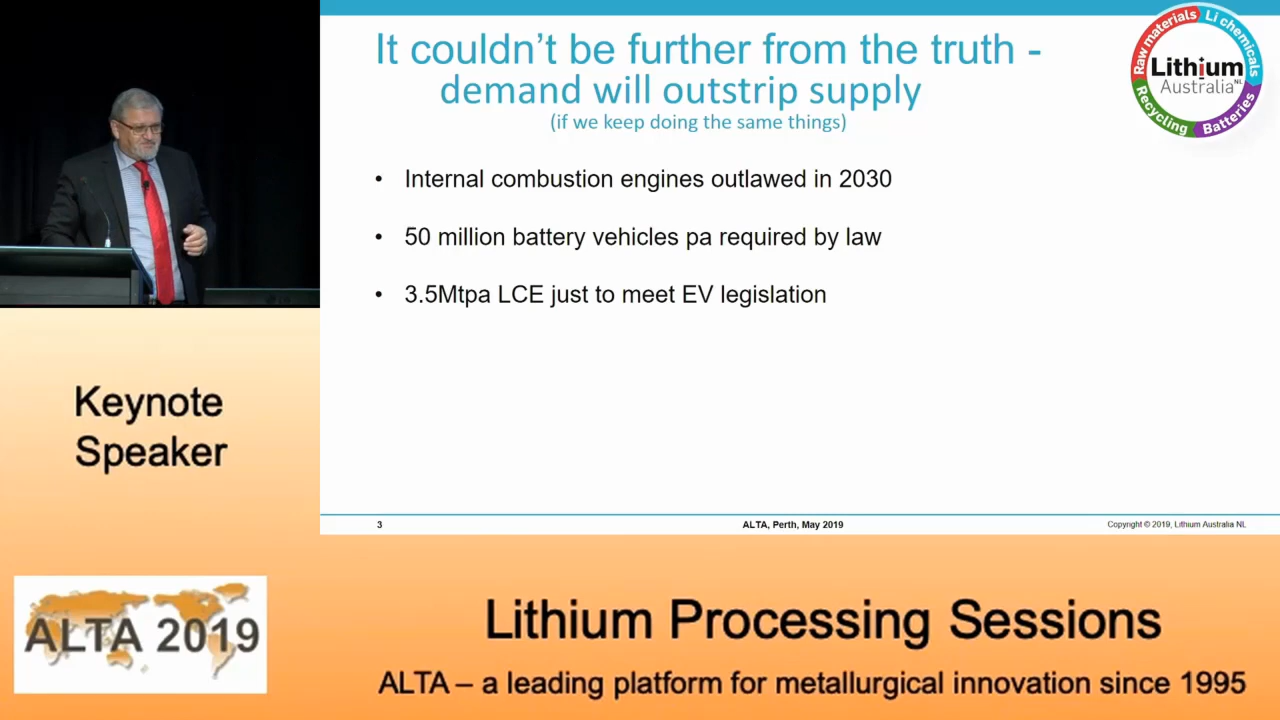 It couldn’t be further from the truth -
demand will outstrip supply
(if we keep doing the same things)
• Internal combustion engines outlawed in 2030
• 50 million battery vehicles pa required by law
• 3.5Mtpa LCE just to meet EV legislation
Raw materials
Li chemicals
Batteries
Recycling
Lithium
Australia NL
3
ALTA, Perth, May 2019
Copyright © 2019, Lithium Australia NL
Keynote
Speaker
ALTA 2019
Lithium Processing Sessions
ALTA – a leading platform for metallurgical innovation since 1995